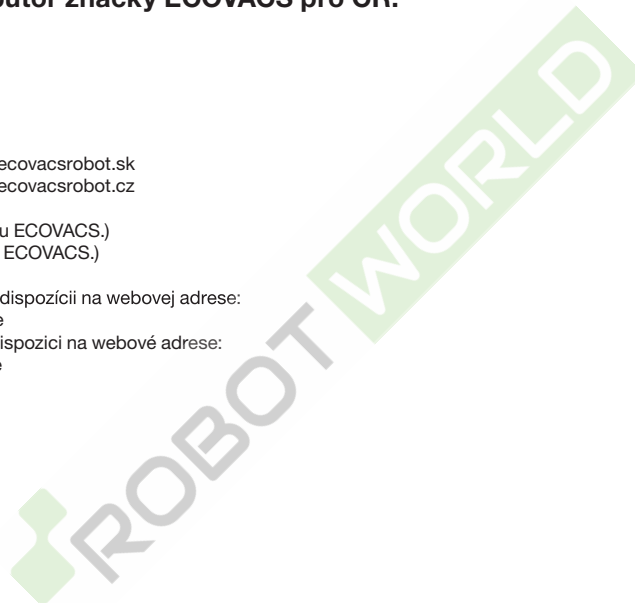 značky ECOVACS pro ČR:
ecovacsrobot.sk
ecovacsrobot.cz
u ECOVACS.)
ECOVACS.)
dispozícii na webovej adrese:
e
ispozici na webové adrese:
e
ROBOT WORLD